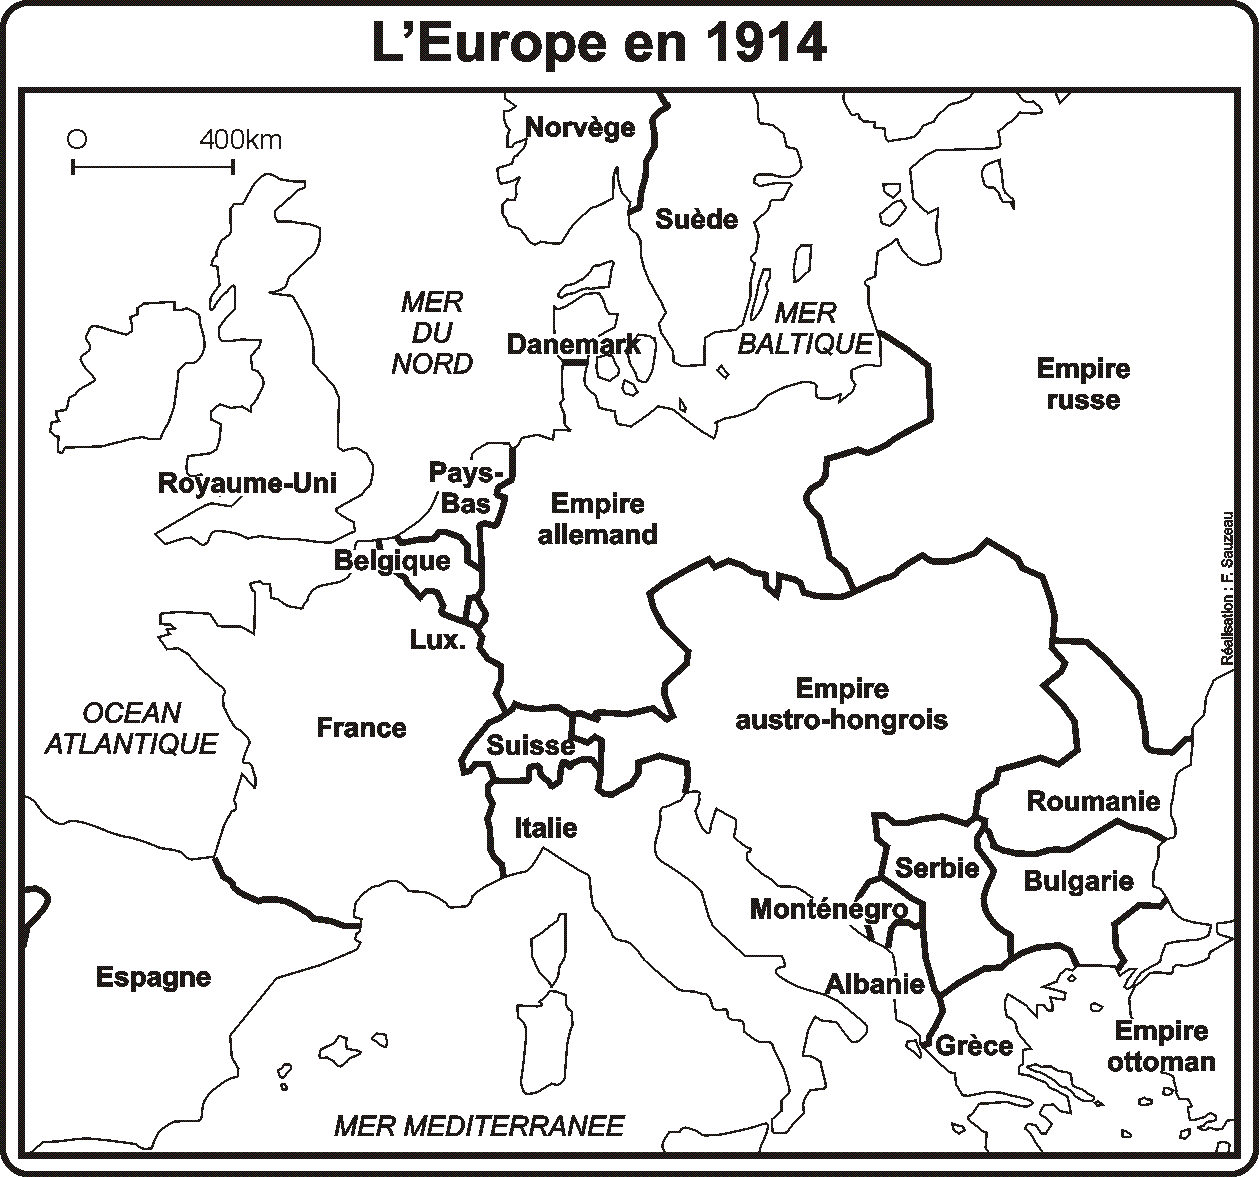 L'Europe en 1914
O 400km
Norvège
Suède
MER
DU
NORD
Danemark
MER
BALTIQUE
Empire
russe
Royaume-Uni
Pays-
Bas
Empire
allemand
Belgique
Lux.
Réalisation : F. Sauzeau
OCEAN
ATLANTIQUE
France
Suisse
Empire
austro-hongrois
Italie
Roumanie
Serbie
Bulgarie
Monténégro
Espagne
Albanie
Grèce
Empire
ottoman
MER MEDITERRANEE